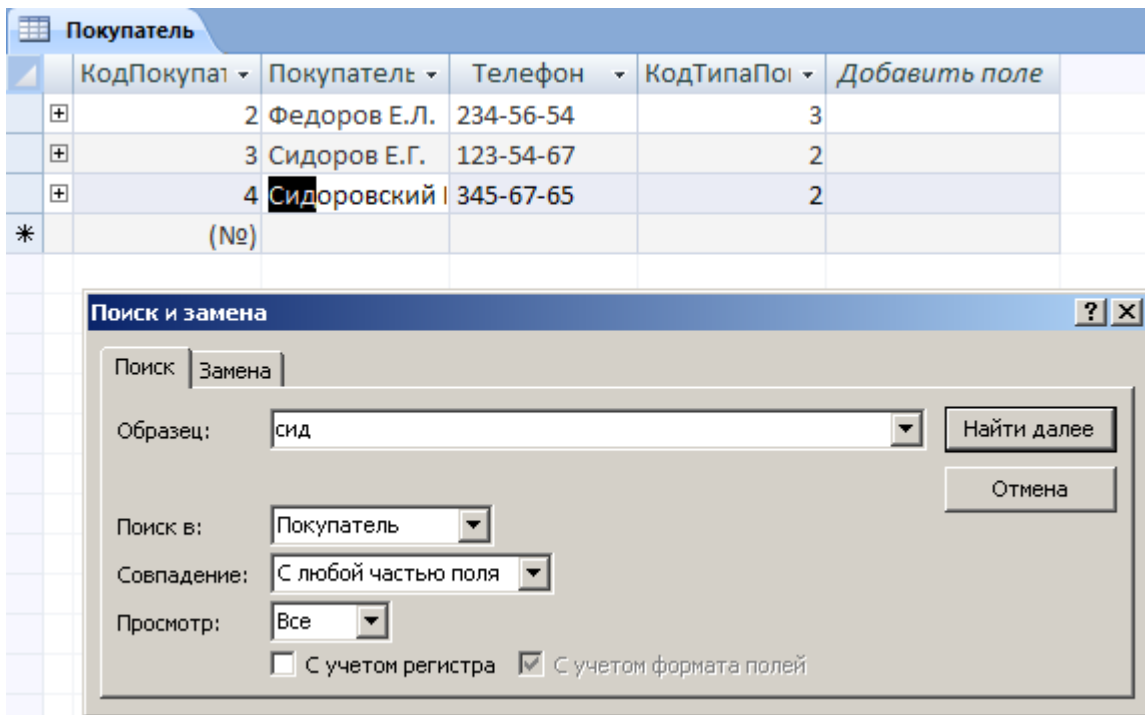 Покупатель
КодПокупат Покупатель Телефон КодТипаПок Добавить поле
2 Федоров Е.Л. 234-56-54 3
3 Сидоров Е.Г. 123-54-67 2
4 Сидоровский 345-67-65 2
(№)
Поиск и замена
Поиск Замена
Образец: сид Найти далее
Отмена
Поиск в: Покупатель
Совпадение: С любой частью поля
Просмотр: Все
С учетом регистра С учетом формата полей